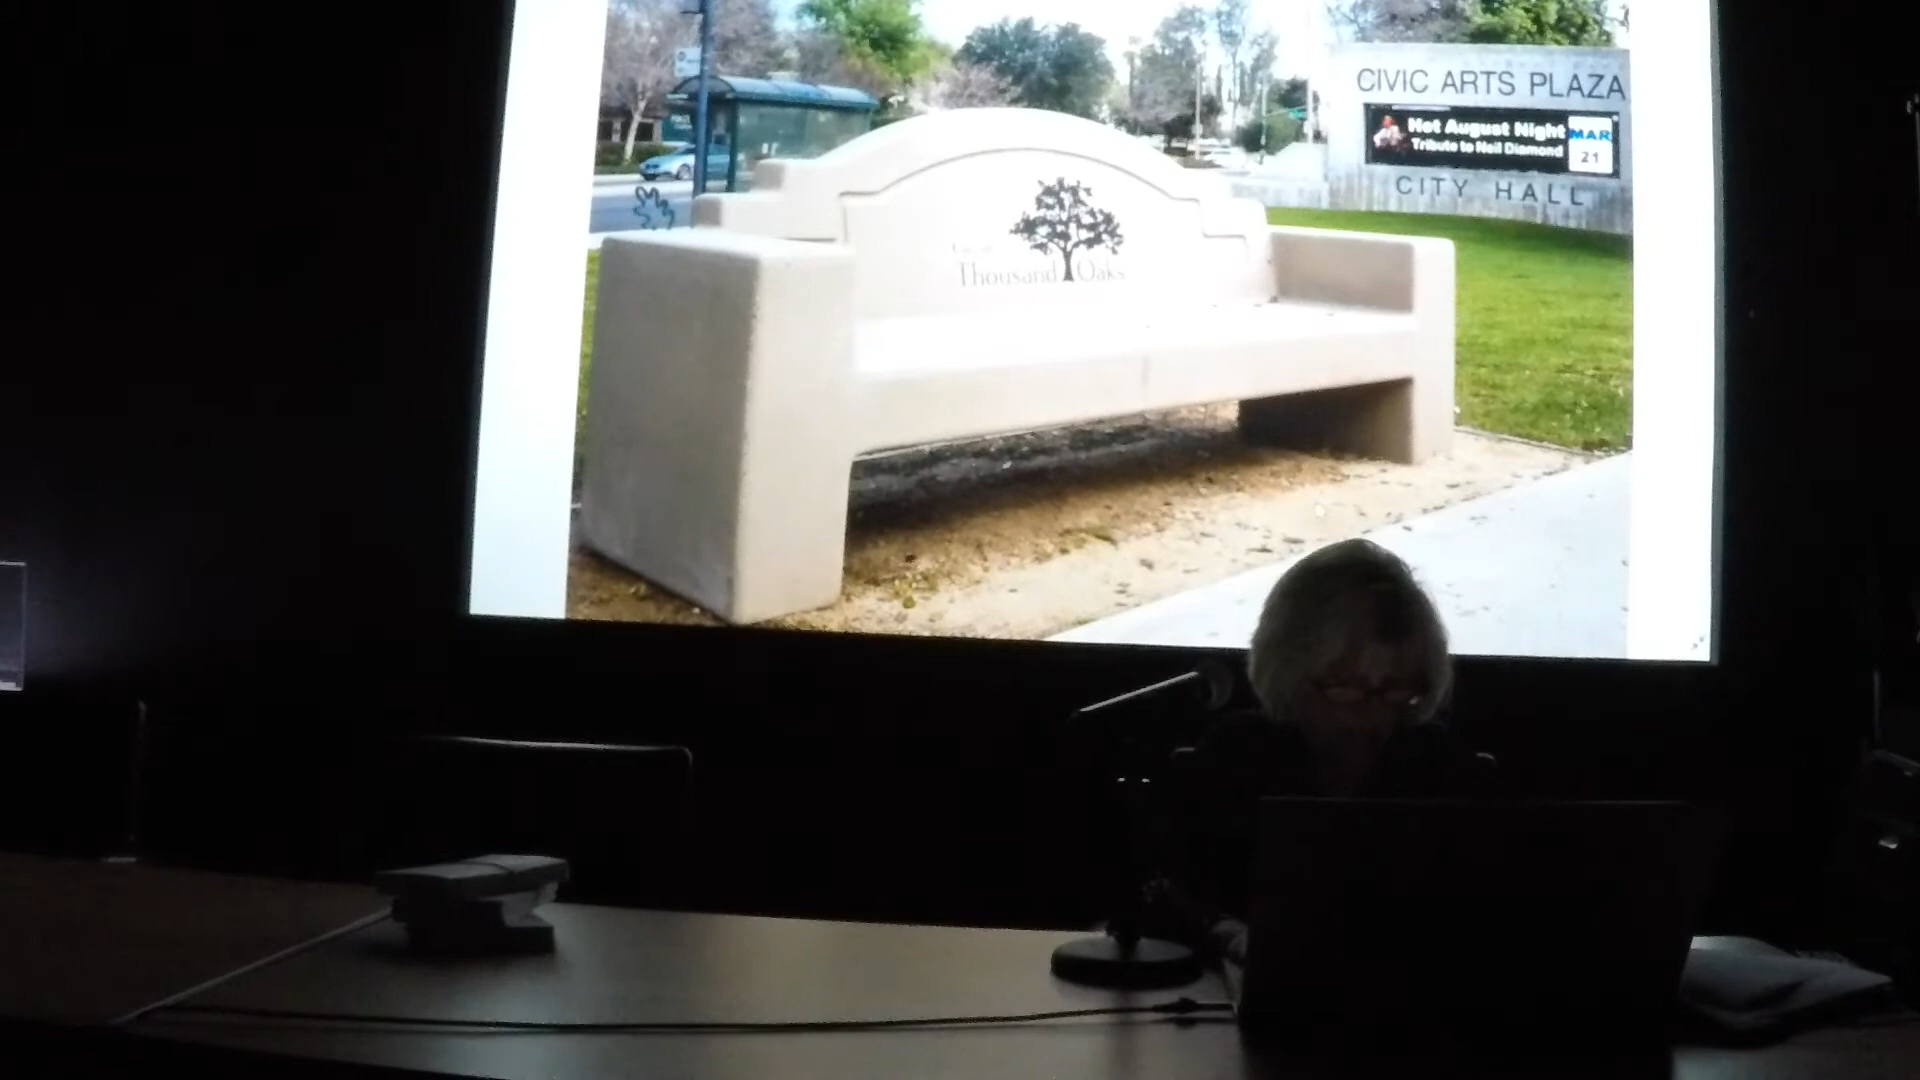 CIVIC ARTS PLAZA
Hot August Night
Tribute to Neil Diamond
MAR
21
CITY HALL
Thousand Oaks